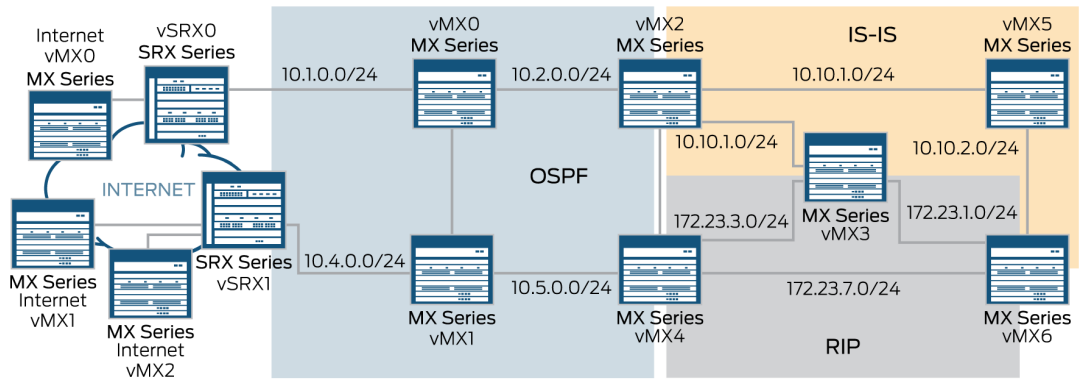 Internet
vMX0
MX Series
vSRX0
SRX Series
vMX0
MX Series
vMX2
MX Series
IS-IS
vMX5
MX Series
10.1.0.0/24
10.2.0.0/24
10.10.1.0/24
10.10.1.0/24
10.10.2.0/24
INTERNET
OSPF
172.23.3.0/24
MX Series
vMX3
172.23.1.0/24
SRX Series
vSRX1
10.4.0.0/24
10.5.0.0/24
172.23.7.0/24
MX Series
Internet
vMX1
MX Series
Internet
vMX2
MX Series
vMX1
MX Series
vMX4
RIP
MX Series
vMX6